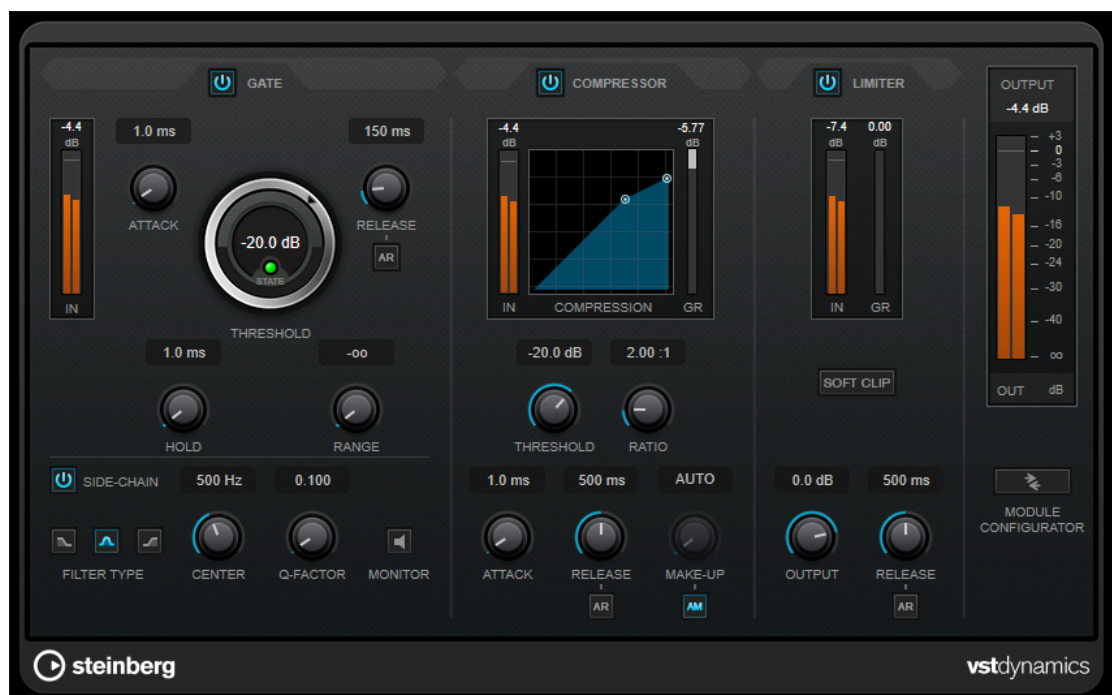 GATE
-4.4
dB
IN
1.0 ms
ATTACK
-20.0 dB
STATE
THRESHOLD
150 ms
RELEASE
AR
1.0 ms
HOLD
-oo
RANGE
SIDE-CHAIN
500 Hz
0.100
FILTER TYPE
CENTER
Q-FACTOR
MONITOR
COMPRESSOR
-4.4
dB
-5.77
dB
IN
COMPRESSION
GR
-20.0 dB
2.00 :1
THRESHOLD
RATIO
1.0 ms
500 ms
AUTO
ATTACK
RELEASE
MAKE-UP
AR
AM
LIMITER
-7.4
0.00
dB
dB
IN
GR
SOFT CLIP
0.0 dB
500 ms
OUTPUT
RELEASE
AR
OUTPUT
-4.4 dB
+3
0
-3
-6
-10
-16
-20
-24
-30
-40
oo
OUT
dB
MODULE
CONFIGURATOR
steinberg
vstdynamics